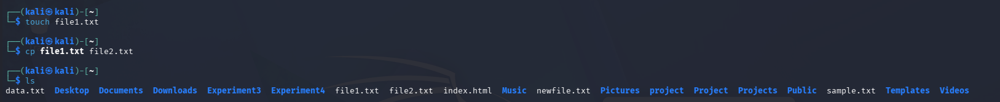 ┌──(kali㉿kali)-[~]
└─$ touch file1.txt
┌──(kali㉿kali)-[~]
└─$ cp file1.txt file2.txt
┌──(kali㉿kali)-[~]
└─$ ls
data.txt Desktop Documents Downloads Experiment3 Experiment4 file1.txt file2.txt index.html Music newfile.txt Pictures project Project Projects Public sample.txt Templates Videos